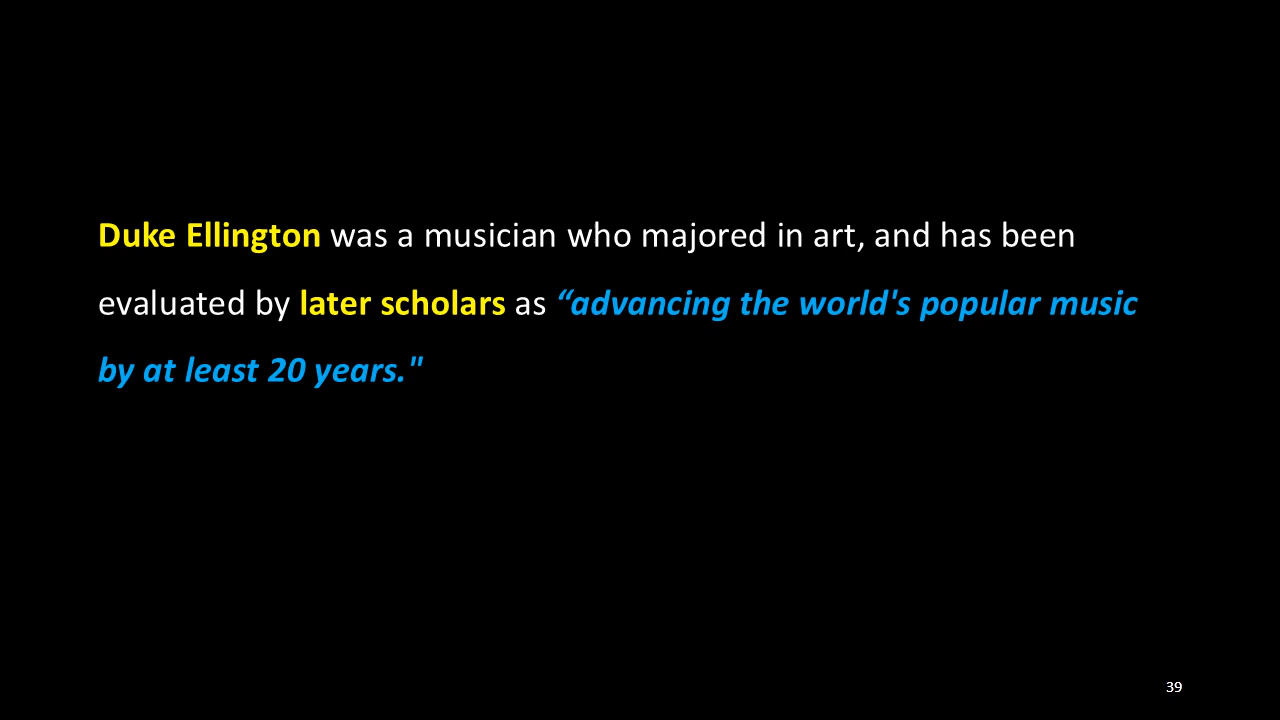 Duke Ellington was a musician who majored in art, and has been
evaluated by later scholars as “advancing the world's popular music
by at least 20 years."
39